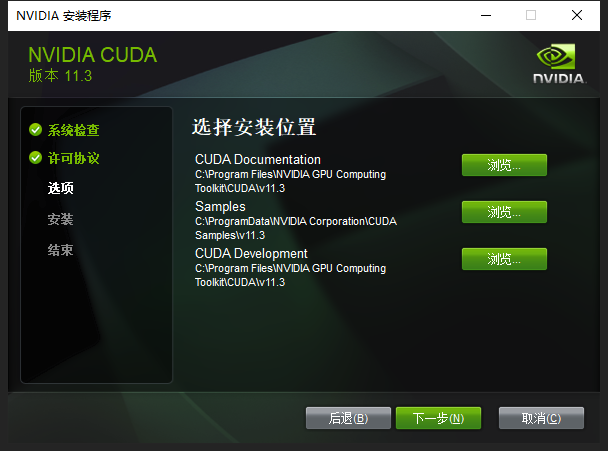 NVIDIA 安装程序
NVIDIA CUDA
版本 11.3
NVIDIA.
系统检查
许可协议
选项
安装
结束
选择安装位置
CUDA Documentation
C:\Program Files\NVIDIA GPU Computing
Toolkit\CUDA\v11.3
浏览...
Samples
C:\ProgramData\NVIDIA Corporation\CUDA
Samples\v11.3
浏览...
CUDA Development
C:\Program Files\NVIDIA GPU Computing
Toolkit\CUDA\v11.3
浏览...
后退(B)
下一步(N)
取消(C)